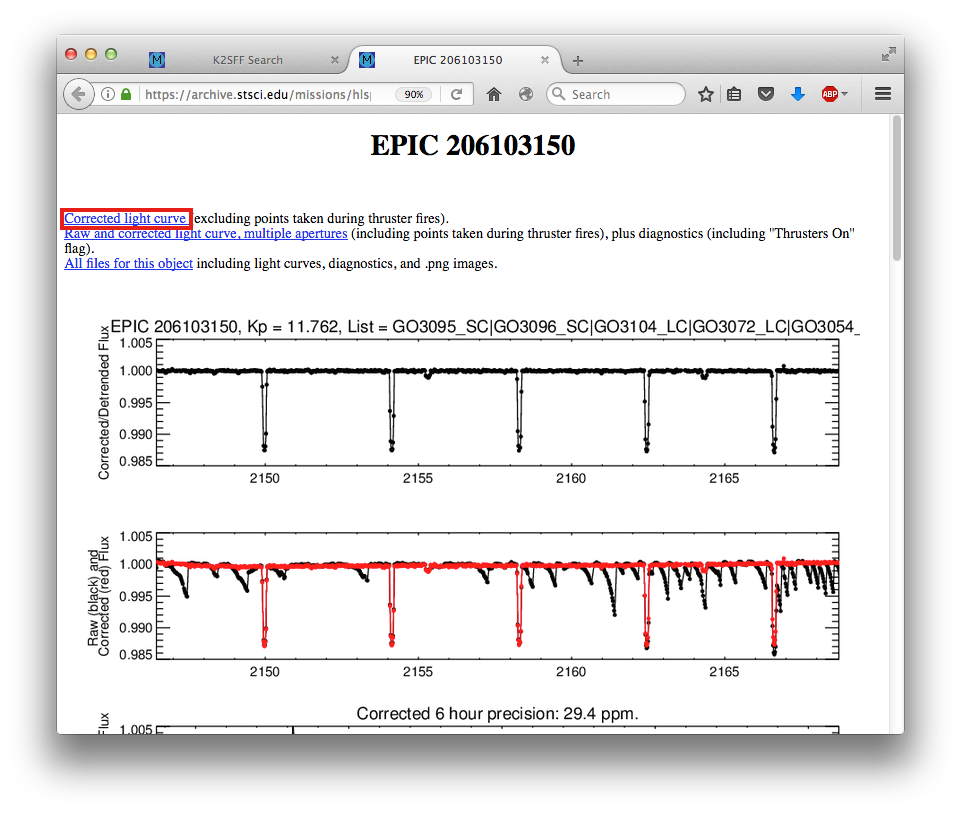 K2SFF Search
EPIC 206103150
https://archive.stsci.edu/missions/hlsp
90%
Search
ABP
EPIC 206103150
Corrected light curve (excluding points taken during thruster fires).
Raw and corrected light curve, multiple apertures (including points taken during thruster fires), plus diagnostics (including "Thrusters On"
flag).
All files for this object including light curves, diagnostics, and .png images.
EPIC 206103150, Kp = 11.762, List = GO3095_SC|GO3096_SC|GO3104_LC|GO3072_LC|GO3054_
Corrected/Detrended Flux
1.005
1.000
0.995
0.990
0.985
2150
2155
2160
2165
Raw (black) and
Corrected (red) Flux
1.005
1.000
0.995
0.990
0.985
2150
2155
2160
2165
Corrected 6 hour precision: 29.4 ppm.
Flux
1.005